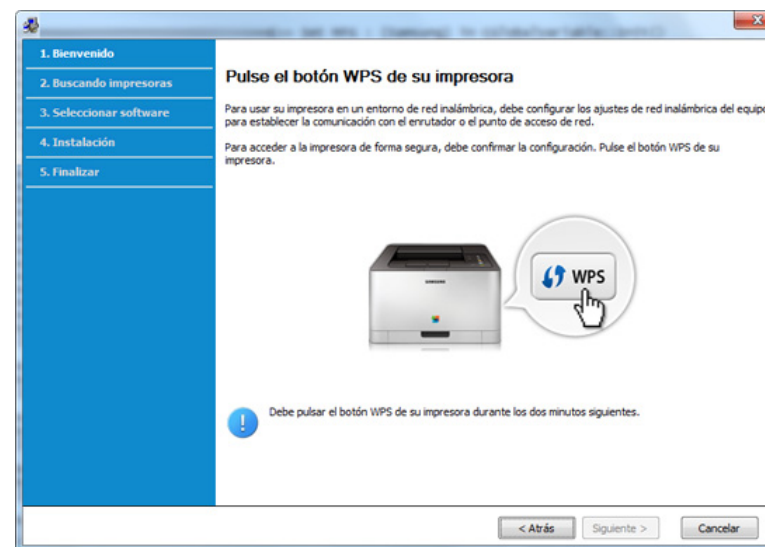 1. Bienvenido
2. Buscando impresoras
3. Seleccionar software
4. Instalación
5. Finalizar
Pulse el botón WPS de su impresora
Para usar su impresora en un entorno de red inalámbrica, debe configurar los ajustes de red inalámbrica del equipo
para establecer la comunicación con el enrutador o el punto de acceso de red.
Para acceder a la impresora de forma segura, debe confirmar la configuración. Pulse el botón WPS de su
impresora.
SAMSUNG
WPS
Debe pulsar el botón WPS de su impresora durante los dos minutos siguientes.
< Atrás
Siguiente >
Cancelar